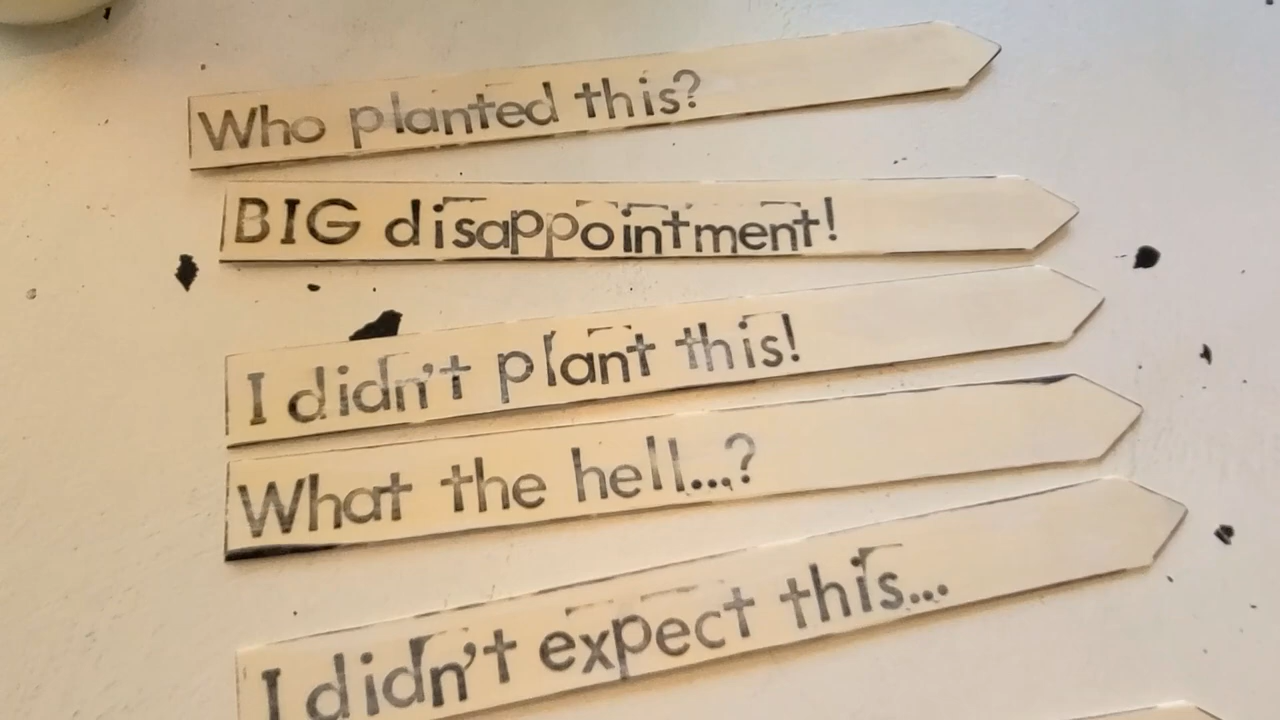 Who planted this?
BIG disappointment!
I didn't plant this!
What the hell...?
I didn't expect this...